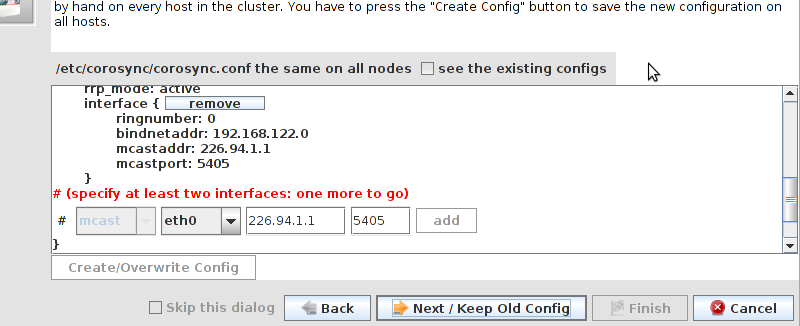 by hand on every host in the cluster. You have to press the "Create Config" button to save the new configuration on
all hosts.
/etc/corosync/corosync.conf the same on all nodes see the existing configs
rrp_mode: active
interface { remove
ringnumber: 0
bindnetaddr: 192.168.122.0
mcastaddr: 226.94.1.1
mcastport: 5405
}
# (specify at least two interfaces: one more to go)
# mcast eth0 226.94.1.1 5405 add
}
Create/Overwrite Config
Skip this dialog Back Next / Keep Old Config Finish Cancel